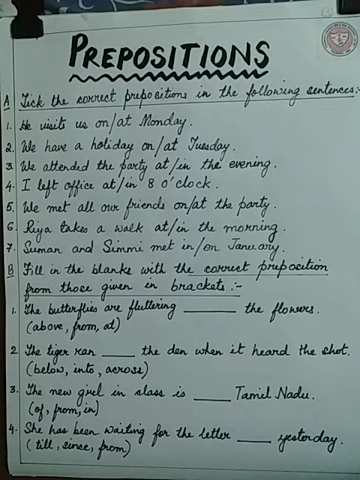 PREPOSITIONS
A Tick the correct prepositions in the following sentences:-
1. He visits us on/at Monday.
2. We have a holiday on/at Tuesday.
3. We attended the party at/in the evening.
4. I left office at/in 8 o'clock.
5. We met all our friends on/at the party.
6. Riya takes a walk at/in the morning.
7. Suman and Simmi met in/on January.
B Fill in the blanks with the correct preposition
from those given in brackets:-
1. The butterflies are fluttering ______ the flowers.
(above, from, at)
2. The tiger ran ____ the den when it heard the shot.
(below, into, across)
3. The new girl in class is ____ Tamil Nadu.
(of, from, in)
4. She has been waiting for the letter ____ yesterday.
(till, since, from)